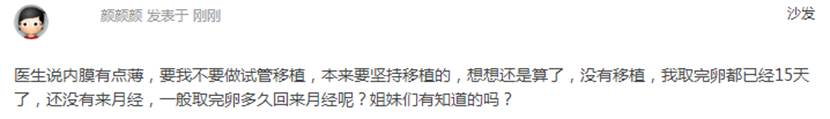 颜颜颜 发表于 刚刚 沙发
医生说内膜有点薄，要我不要做试管移植，本来要坚持移植的，想想还是算了，没有移植，我取完卵都已经15天
了，还没有来月经，一般取完卵多久回来月经呢？姐妹们有知道的吗？